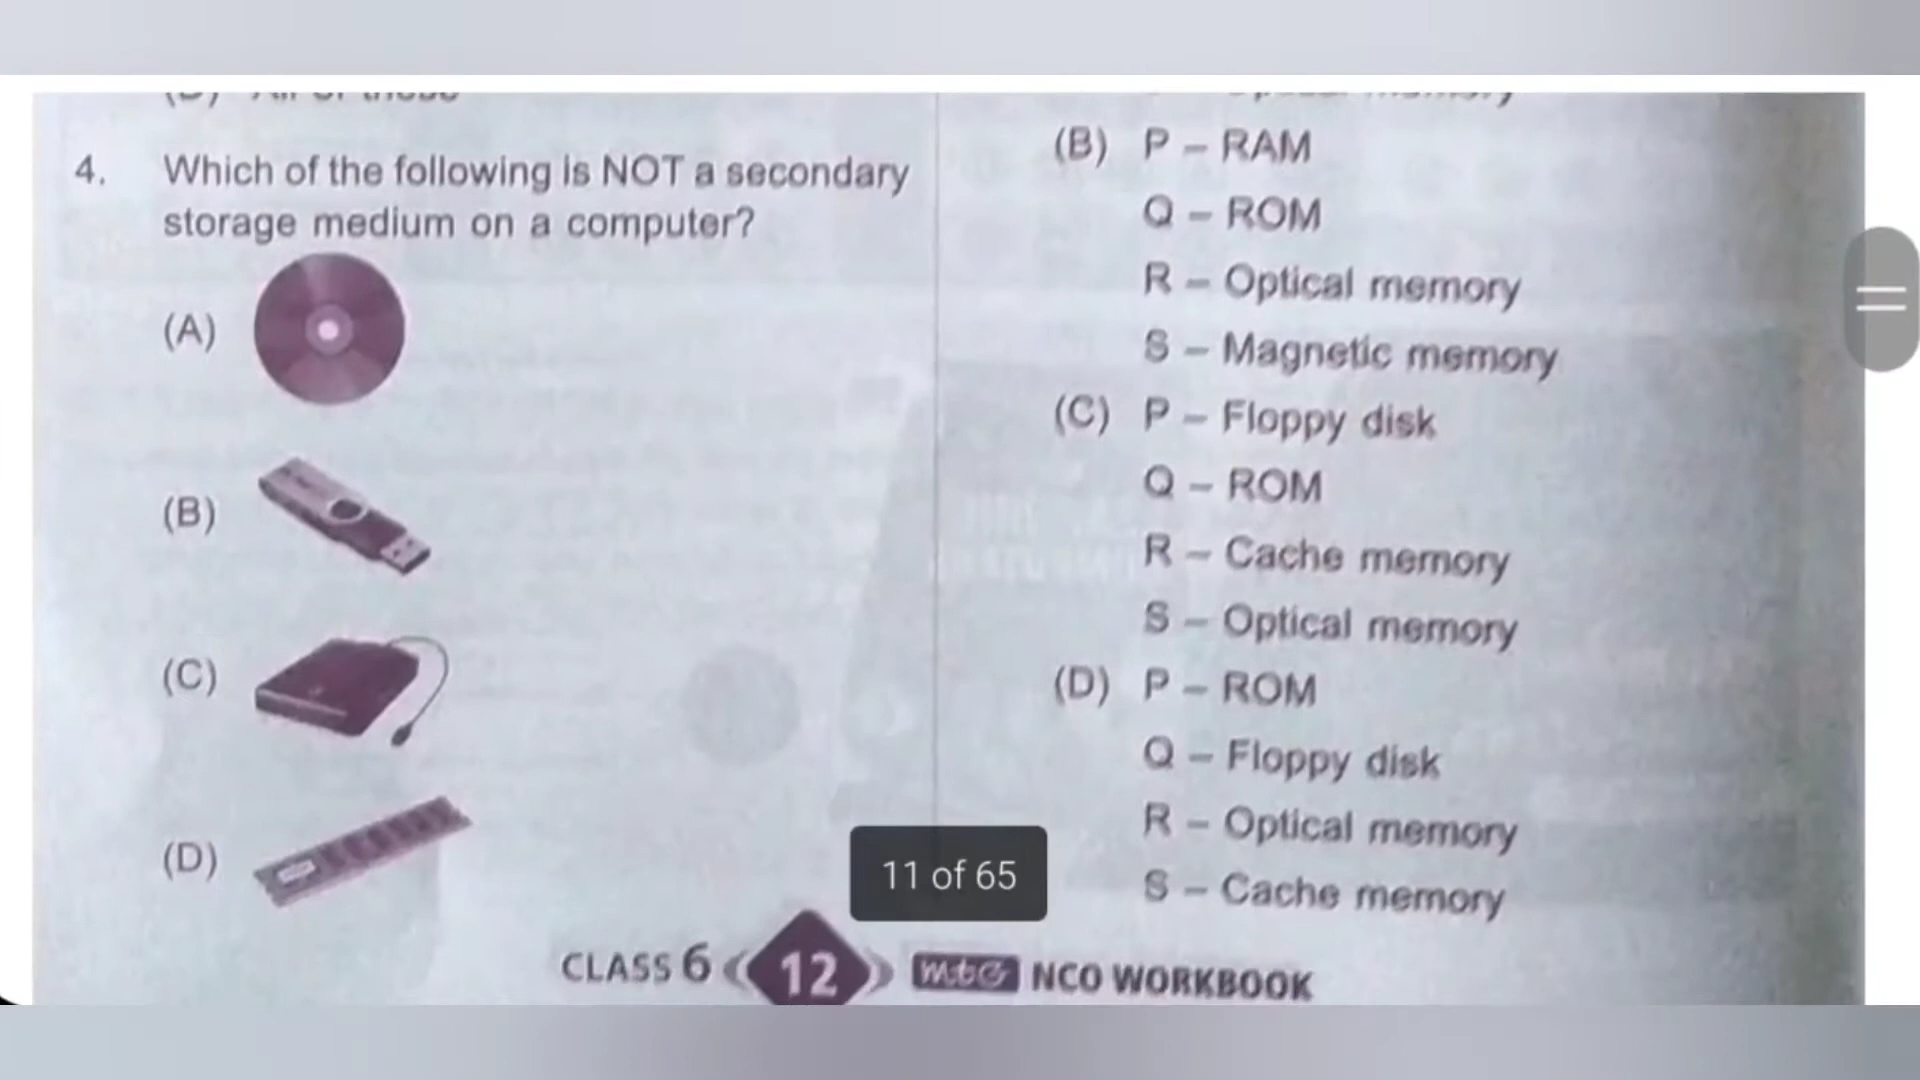 4. Which of the following is NOT a secondary
storage medium on a computer?
(A)
(B)
(C)
(D)
(B) P – RAM
Q – ROM
R – Optical memory
S – Magnetic memory
(C) P – Floppy disk
Q – ROM
R – Cache memory
S – Optical memory
(D) P – ROM
Q – Floppy disk
R – Optical memory
S – Cache memory
11 of 65
CLASS 6 12 mtG NCO WORKBOOK